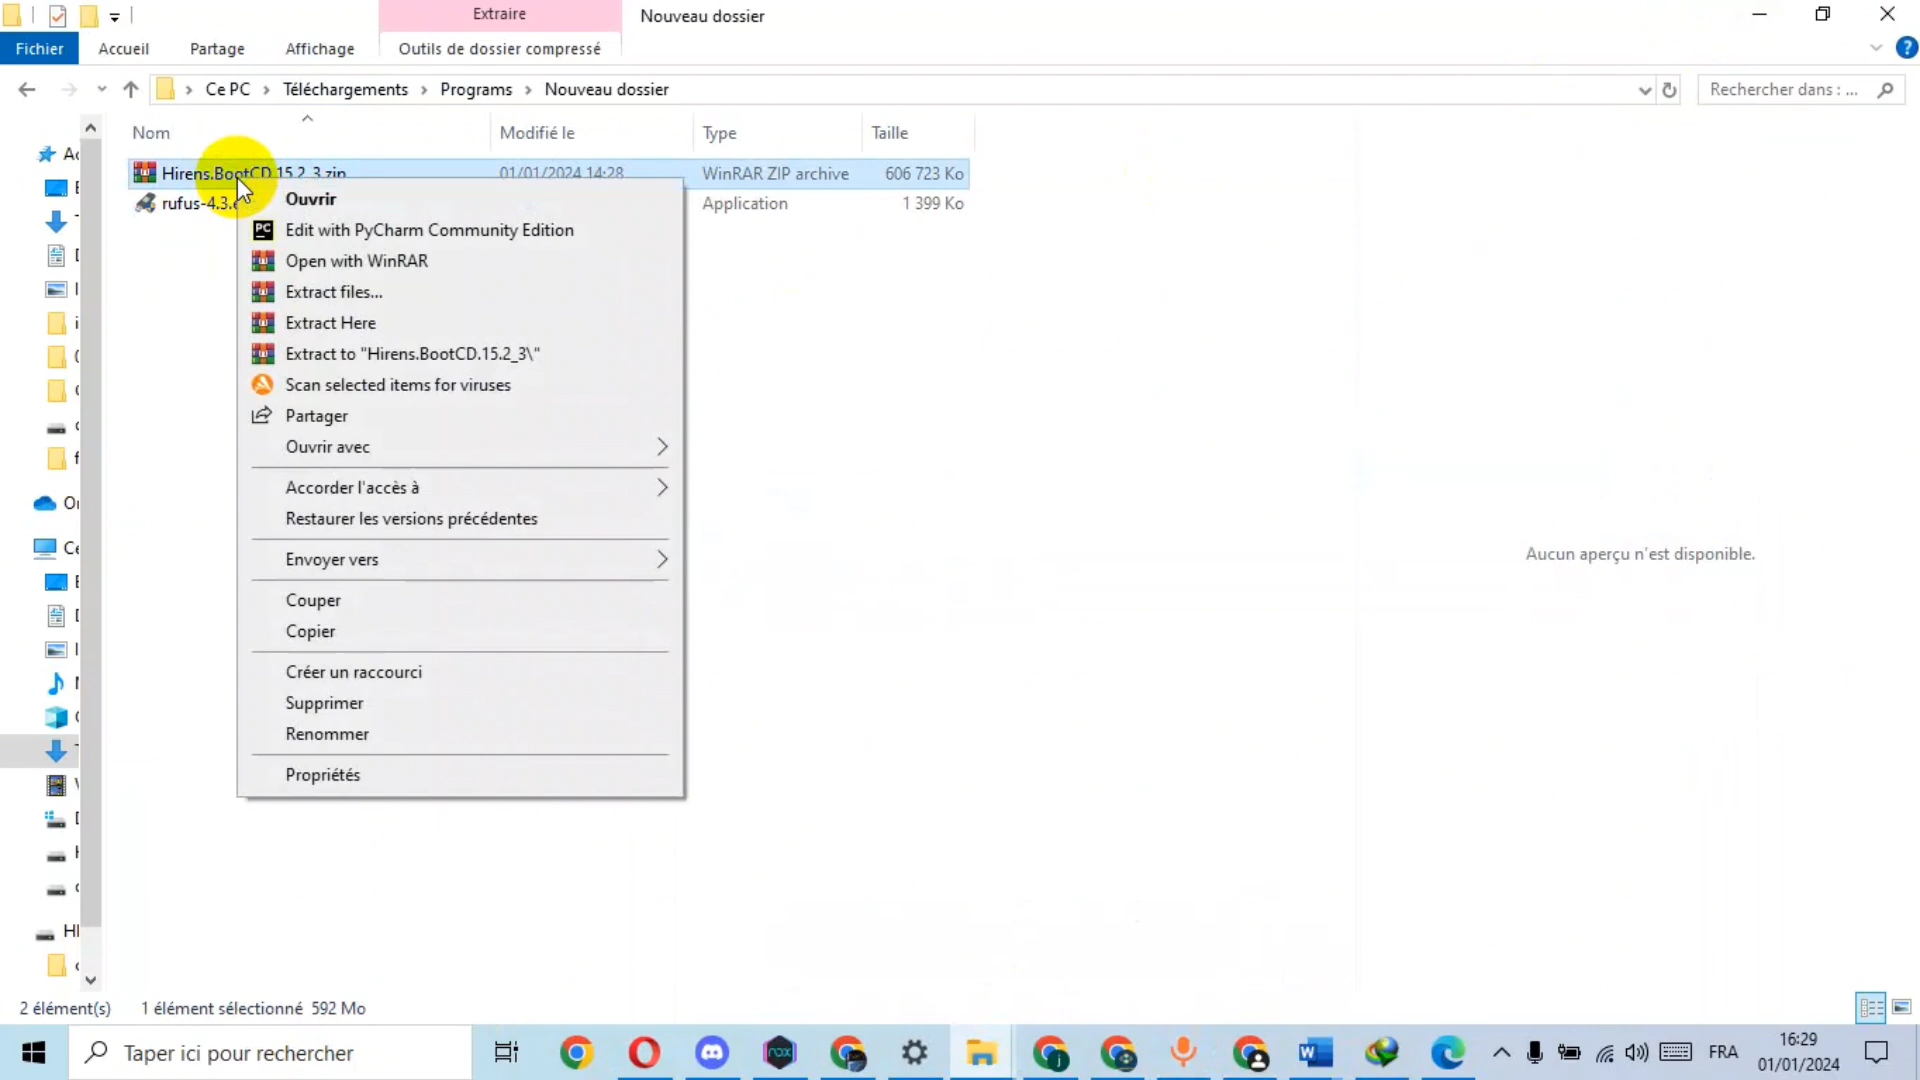 Extraire
Nouveau dossier
Fichier
Accueil
Partage
Affichage
Outils de dossier compressé
Ce PC
Téléchargements
Programs
Nouveau dossier
Rechercher dans : ...
Nom
Modifié le
Type
Taille
Hirens.BootCD.15.2_3.zip
01/01/2024 14:28
WinRAR ZIP archive
606 723 Ko
rufus-4.3.e
Application
1 399 Ko
Ouvrir
Edit with PyCharm Community Edition
Open with WinRAR
Extract files...
Extract Here
Extract to "Hirens.BootCD.15.2_3\"
Scan selected items for viruses
Partager
Ouvrir avec
Accorder l'accès à
Restaurer les versions précédentes
Envoyer vers
Couper
Copier
Créer un raccourci
Supprimer
Renommer
Propriétés
Aucun aperçu n'est disponible.
2 élément(s)
1 élément sélectionné 592 Mo
Taper ici pour rechercher
FRA
16:29
01/01/2024